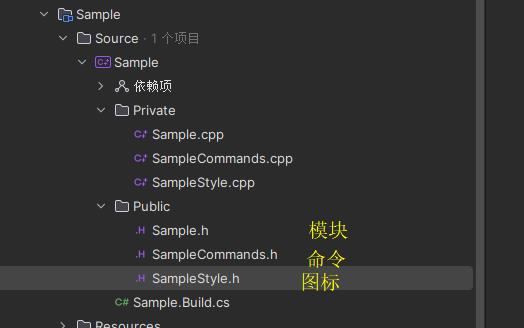 Sample
Source · 1 个项目
Sample
依赖项
Private
Sample.cpp
SampleCommands.cpp
SampleStyle.cpp
Public
Sample.h 模块
SampleCommands.h 命令
SampleStyle.h 图标
C# Sample.Build.cs
Resources